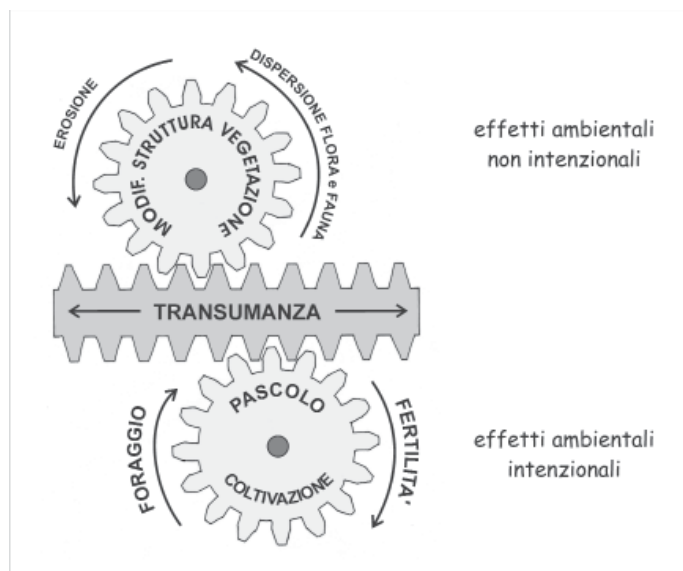 EROSIONE
DISPERSIONE FLORA e FAUNA
MODIF. STRUTTURA VEGETAZIONE
effetti ambientali
non intenzionali
TRANSUMANZA
PASCOLO
FORAGGIO
FERTILITA'
COLTIVAZIONE
effetti ambientali
intenzionali